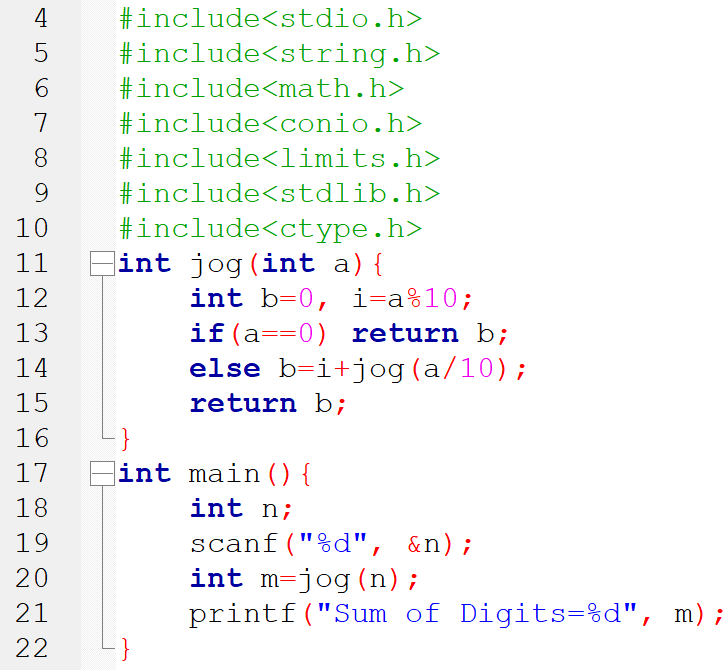 4 #include<stdio.h>
5 #include<string.h>
6 #include<math.h>
7 #include<conio.h>
8 #include<limits.h>
9 #include<stdlib.h>
10 #include<ctype.h>
11 int jog(int a){
12     int b=0, i=a%10;
13     if(a==0) return b;
14     else b=i+jog(a/10);
15     return b;
16 }
17 int main(){
18     int n;
19     scanf("%d", &n);
20     int m=jog(n);
21     printf("Sum of Digits=%d", m);
22 }